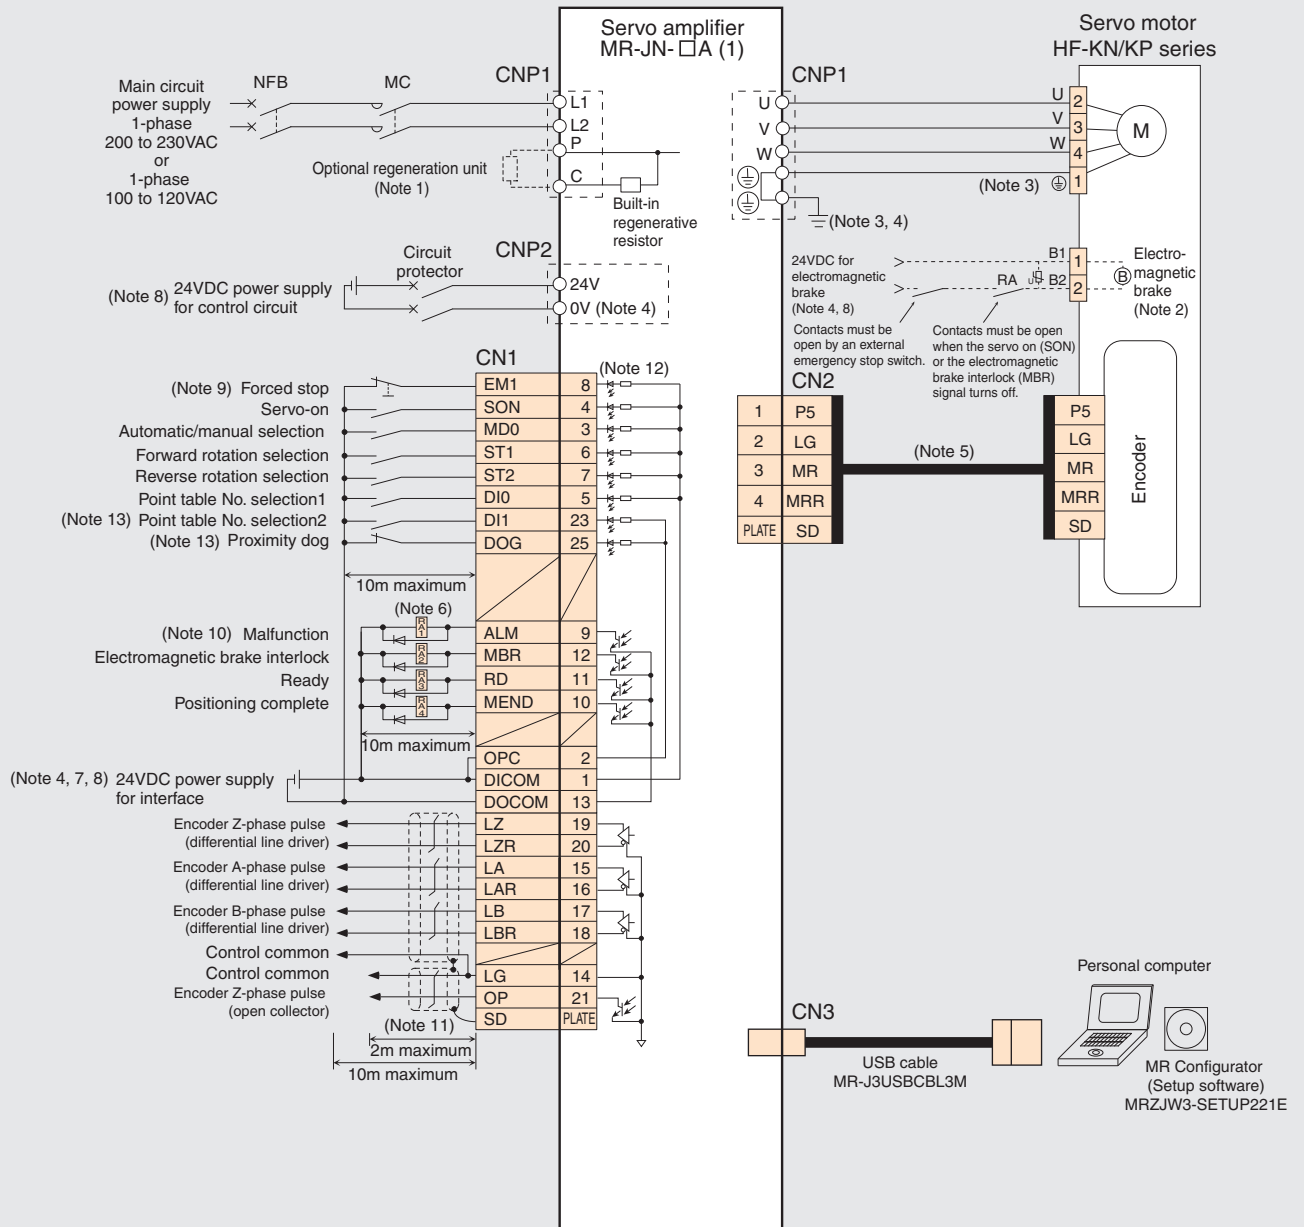 Servo amplifier
MR-JN-□A (1)
Servo motor
HF-KN/KP series
Main circuit
power supply
1-phase
200 to 230VAC
or
1-phase
100 to 120VAC
NFB
MC
CNP1
L1
L2
P
C
Optional regeneration unit
(Note 1)
Built-in
regenerative
resistor
CNP1
U
V
W
U
V
W
2
3
4
1
M
(Note 3)
(Note 3, 4)
CNP2
Circuit
protector
(Note 8) 24VDC power supply
for control circuit
24V
0V (Note 4)
24VDC for
electromagnetic
brake
(Note 4, 8)
RA
U
B1
B2
1
2
B
Electro-
magnetic
brake
(Note 2)
Contacts must be
open by an external
emergency stop switch.
Contacts must be open
when the servo on (SON)
or the electromagnetic
brake interlock (MBR)
signal turns off.
CN1
(Note 12)
(Note 9) Forced stop EM1 8
Servo-on SON 4
Automatic/manual selection MD0 3
Forward rotation selection ST1 6
Reverse rotation selection ST2 7
Point table No. selection1 DI0 5
(Note 13) Point table No. selection2 DI1 23
(Note 13) Proximity dog DOG 25
10m maximum
(Note 6)
(Note 10) Malfunction RA1 ALM 9
Electromagnetic brake interlock RA2 MBR 12
Ready RA3 RD 11
Positioning complete RA4 MEND 10
10m maximum
OPC 2
(Note 4, 7, 8) 24VDC power supply
for interface
DICOM 1
DOCOM 13
Encoder Z-phase pulse
(differential line driver)
LZ 19
LZR 20
Encoder A-phase pulse
(differential line driver)
LA 15
LAR 16
Encoder B-phase pulse
(differential line driver)
LB 17
LBR 18
Control common
Control common LG 14
Encoder Z-phase pulse
(open collector)
OP 21
SD PLATE
(Note 11)
2m maximum
10m maximum
CN2
1 P5
2 LG
3 MR
4 MRR
PLATE SD
(Note 5)
P5
LG
MR
MRR
SD
Encoder
CN3
USB cable
MR-J3USBCBL3M
Personal computer
MR Configurator
(Setup software)
MRZJW3-SETUP221E